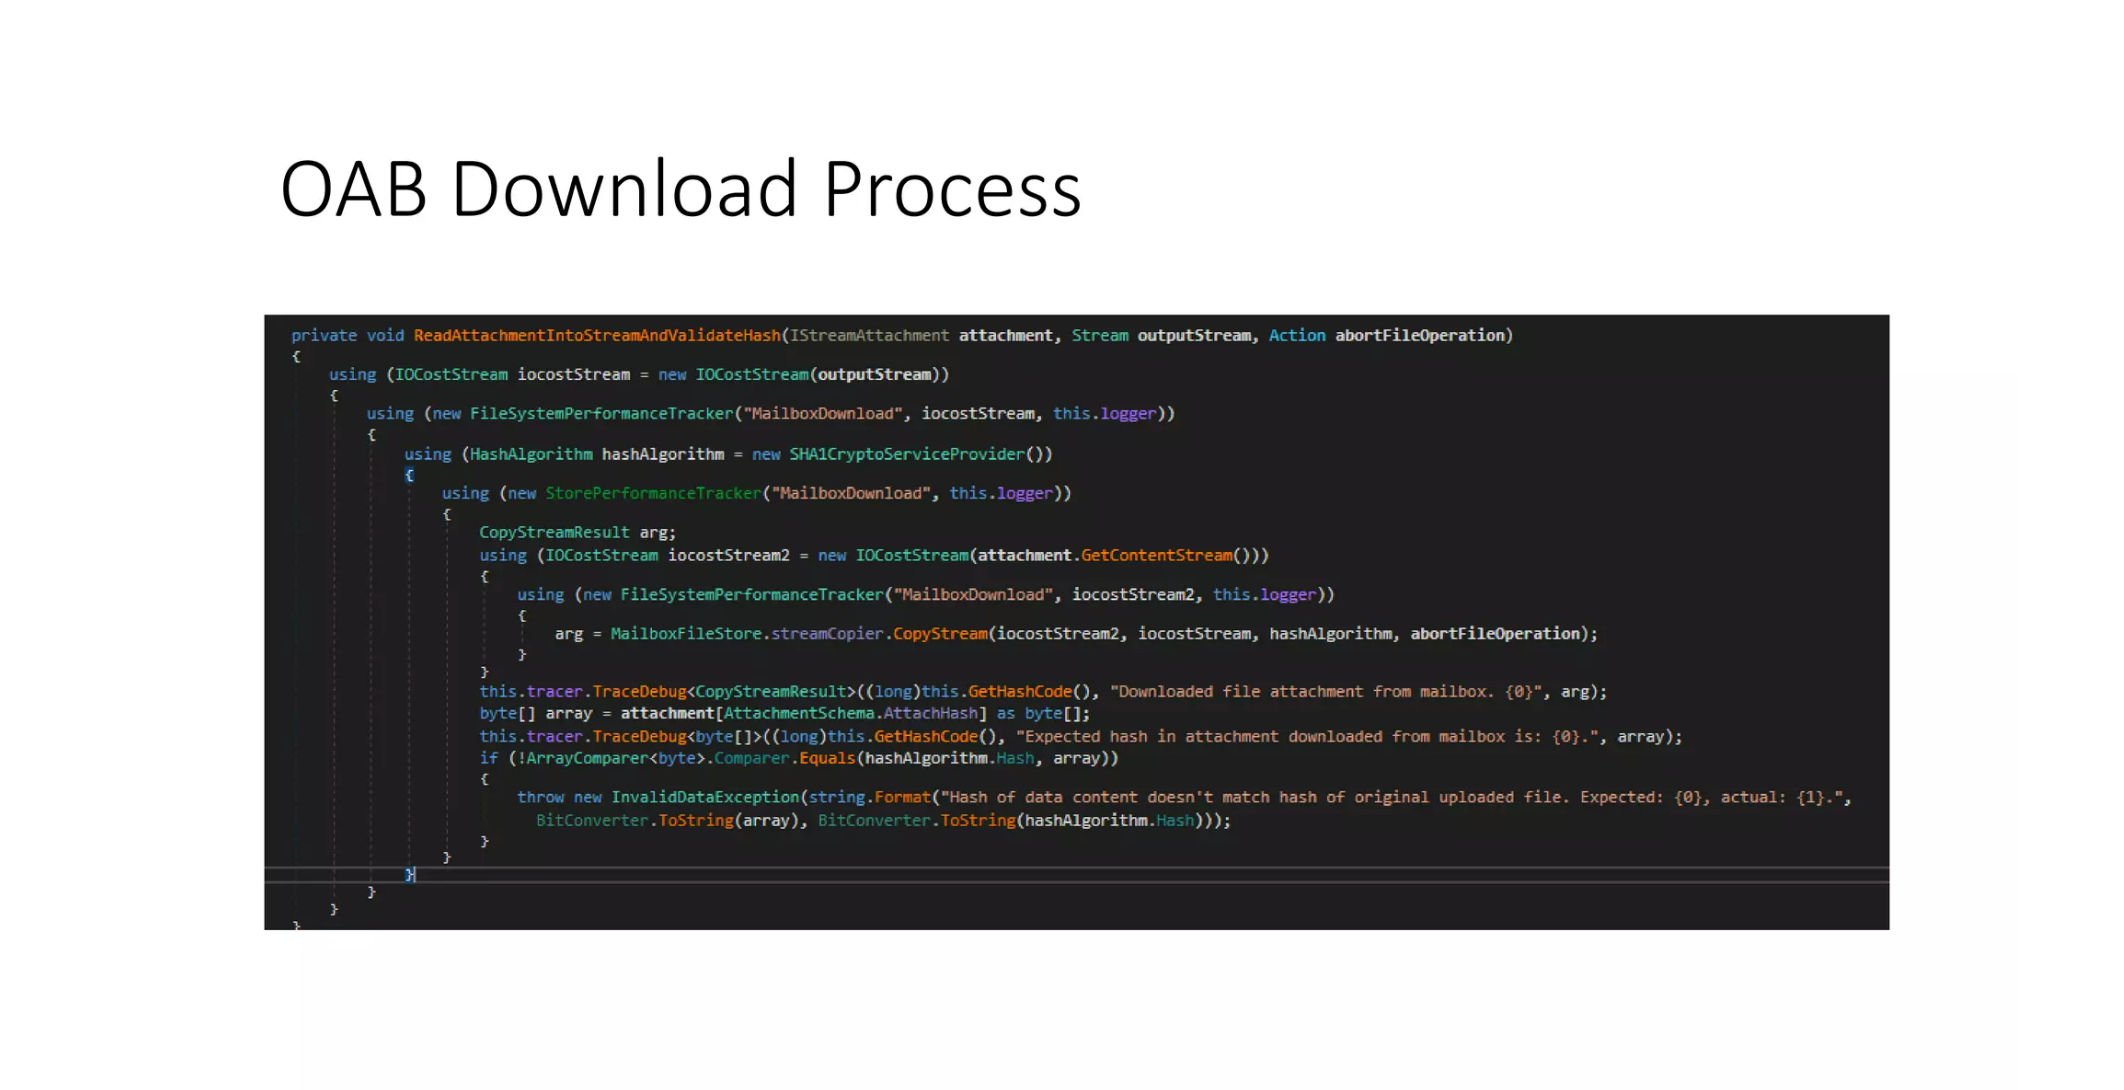 OAB Download Process
private void ReadAttachmentIntoStreamAndValidateHash(IStreamAttachment attachment, Stream outputStream, Action abortFileOperation)
{
using (IOCostStream iocostStream = new IOCostStream(outputStream))
{
using (new FileSystemPerformanceTracker("MailboxDownload", iocostStream, this.logger))
{
using (HashAlgorithm hashAlgorithm = new SHA1CryptoServiceProvider())
{
using (new StorePerformanceTracker("MailboxDownload", this.logger))
{
CopyStreamResult arg;
using (IOCostStream iocostStream2 = new IOCostStream(attachment.GetContentStream()))
{
using (new FileSystemPerformanceTracker("MailboxDownload", iocostStream2, this.logger))
{
arg = MailboxFileStore.streamCopier.CopyStream(iocostStream2, iocostStream, hashAlgorithm, abortFileOperation);
}
}
this.tracer.TraceDebug<CopyStreamResult>((long)this.GetHashCode(), "Downloaded file attachment from mailbox. {0}", arg);
byte[] array = attachment[AttachmentSchema.AttachHash] as byte[];
this.tracer.TraceDebug<byte[]>((long)this.GetHashCode(), "Expected hash in attachment downloaded from mailbox is: {0}.", array);
if (!ArrayComparer<byte>.Comparer.Equals(hashAlgorithm.Hash, array))
{
throw new InvalidDataException(string.Format("Hash of data content doesn't match hash of original uploaded file. Expected: {0}, actual: {1}.",
BitConverter.ToString(array), BitConverter.ToString(hashAlgorithm.Hash)));
}
}
}
}
}
}